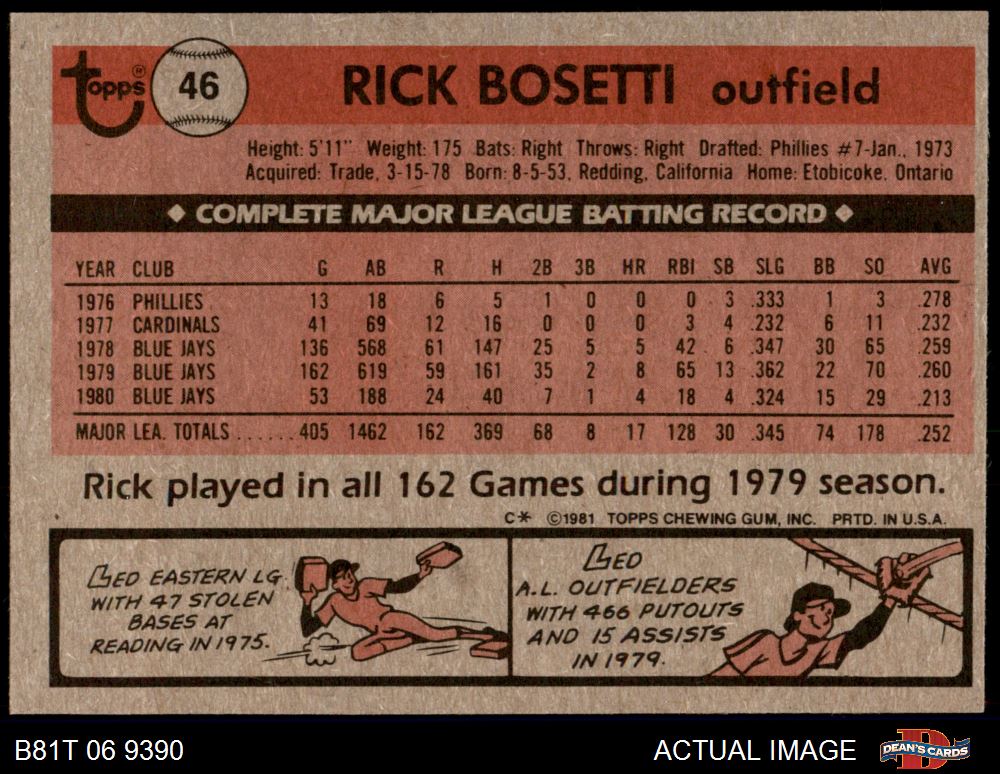 topps® 46 RICK BOSETTI outfield
Height: 5'11" Weight: 175 Bats: Right Throws: Right Drafted: Phillies #7-Jan., 1973
Acquired: Trade, 3-15-78 Born: 8-5-53, Redding, California Home: Etobicoke, Ontario
◆ COMPLETE MAJOR LEAGUE BATTING RECORD ◆
YEAR CLUB G AB R H 2B 3B HR RBI SB SLG BB SO AVG
1976 PHILLIES 13 18 6 5 1 0 0 0 3 .333 1 3 .278
1977 CARDINALS 41 69 12 16 0 0 0 3 4 .232 6 11 .232
1978 BLUE JAYS 136 568 61 147 25 5 5 42 6 .347 30 65 .259
1979 BLUE JAYS 162 619 59 161 35 2 8 65 13 .362 22 70 .260
1980 BLUE JAYS 53 188 24 40 7 1 4 18 4 .324 15 29 .213
MAJOR LEA. TOTALS ...... 405 1462 162 369 68 8 17 128 30 .345 74 178 .252
Rick played in all 162 Games during 1979 season.
C* ©1981 TOPPS CHEWING GUM, INC. PRTD. IN U.S.A.
LED EASTERN LG.
WITH 47 STOLEN
BASES AT
READING IN 1975.
LED
A.L. OUTFIELDERS
WITH 466 PUTOUTS
AND 15 ASSISTS
IN 1979.
B81T 06 9390 ACTUAL IMAGE DEAN'S CARDS